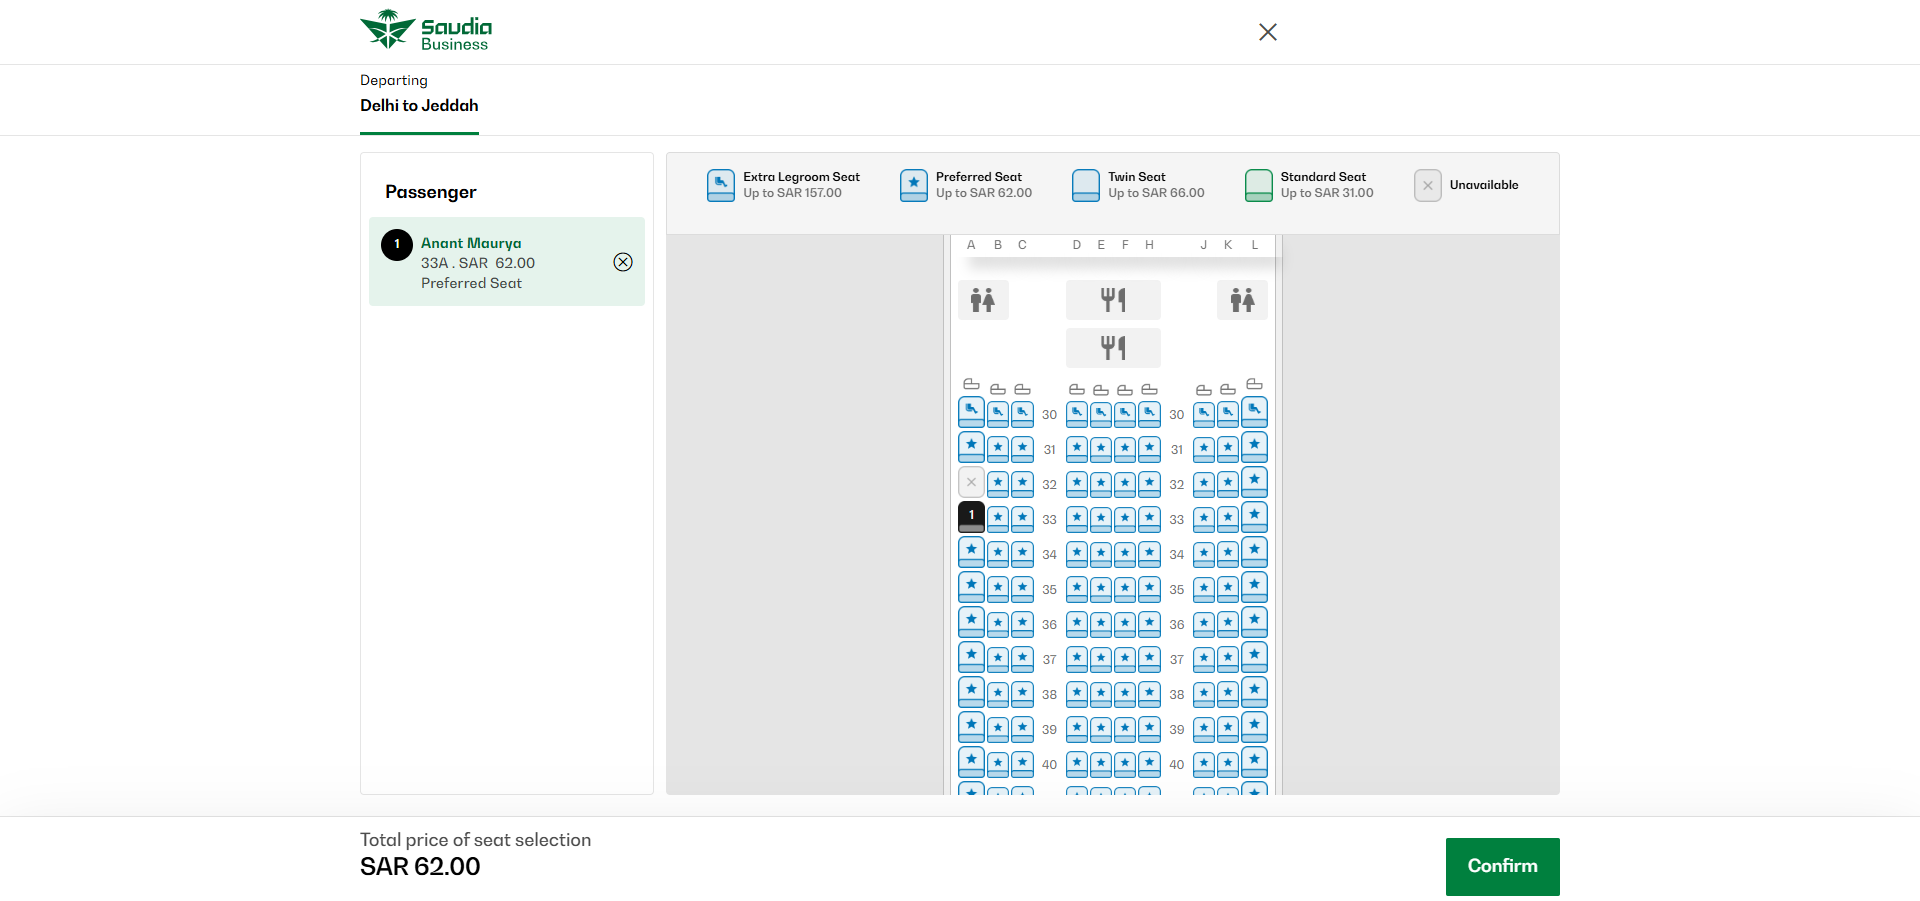 Saudia
Business
Departing
Delhi to Jeddah
Passenger
1
Anant Maurya
33A . SAR 62.00
Preferred Seat
Extra Legroom Seat
Up to SAR 157.00
Preferred Seat
Up to SAR 62.00
Twin Seat
Up to SAR 66.00
Standard Seat
Up to SAR 31.00
Unavailable
A B C D E F H J K L
30 30
31 31
32 32
1 33 33
34 34
35 35
36 36
37 37
38 38
39 39
40 40
Total price of seat selection
SAR 62.00
Confirm